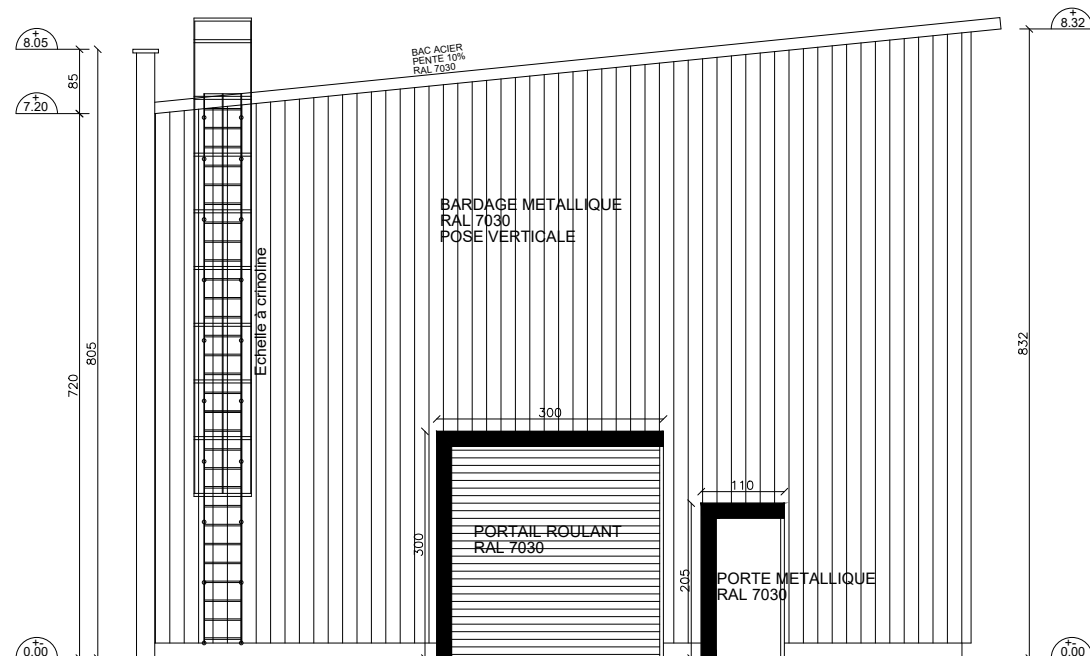 +
8.05
+
8.32
BAC ACIER
PENTE 10%
RAL 7030
85
+
7.20
BARDAGE METALLIQUE
RAL 7030
POSE VERTICALE
Echelle à crinoline
720
805
832
300
300
PORTAIL ROULANT
RAL 7030
110
205
PORTE METALLIQUE
RAL 7030
+-
0.00
+-
0.00